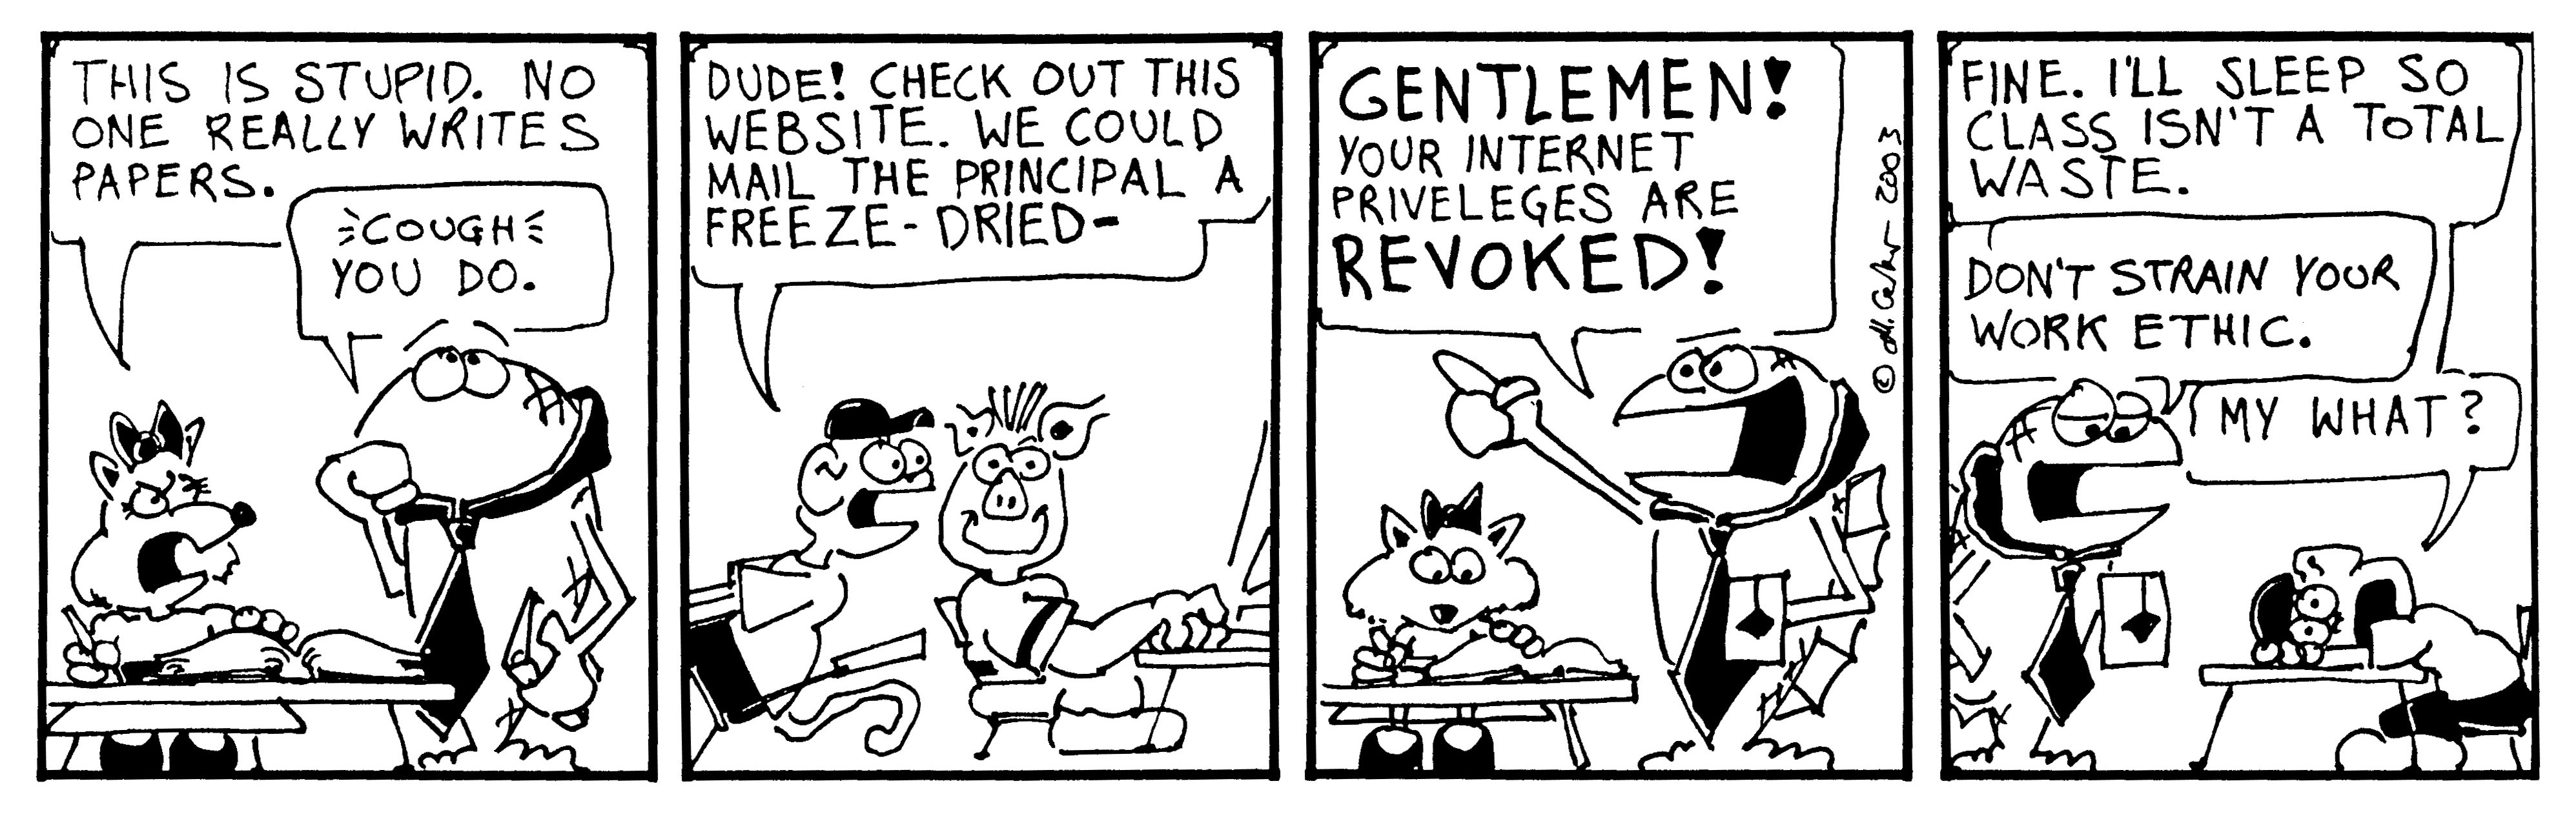 THIS IS STUPID. NO
ONE REALLY WRITES
PAPERS.
COUGH
YOU DO.
DUDE! CHECK OUT THIS
WEBSITE. WE COULD
MAIL THE PRINCIPAL A
FREEZE-DRIED-
GENTLEMEN!
YOUR INTERNET
PRIVELEGES ARE
REVOKED!
© 2003
FINE. I'LL SLEEP SO
CLASS ISN'T A TOTAL
WASTE.
DON'T STRAIN YOUR
WORK ETHIC.
MY WHAT?